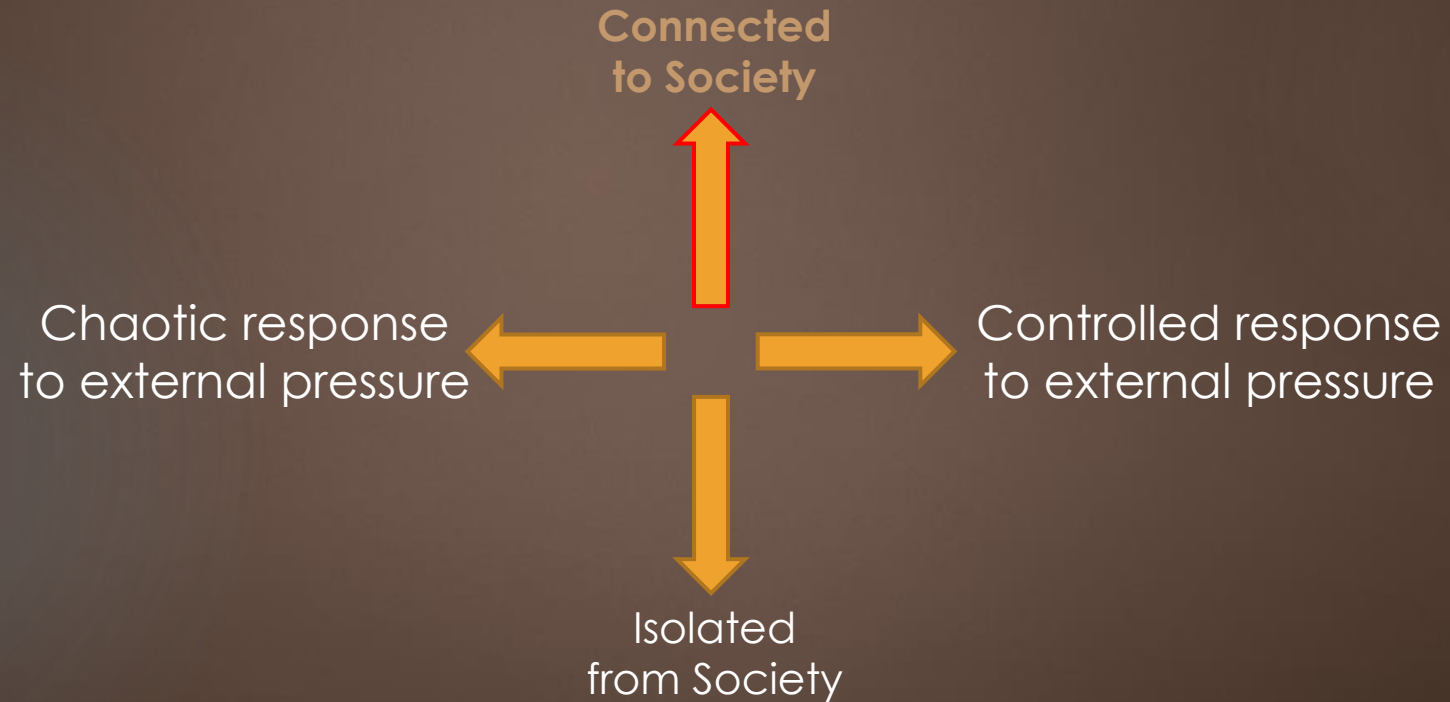 Connected
to Society
Chaotic response
to external pressure
Controlled response
to external pressure
Isolated
from Society